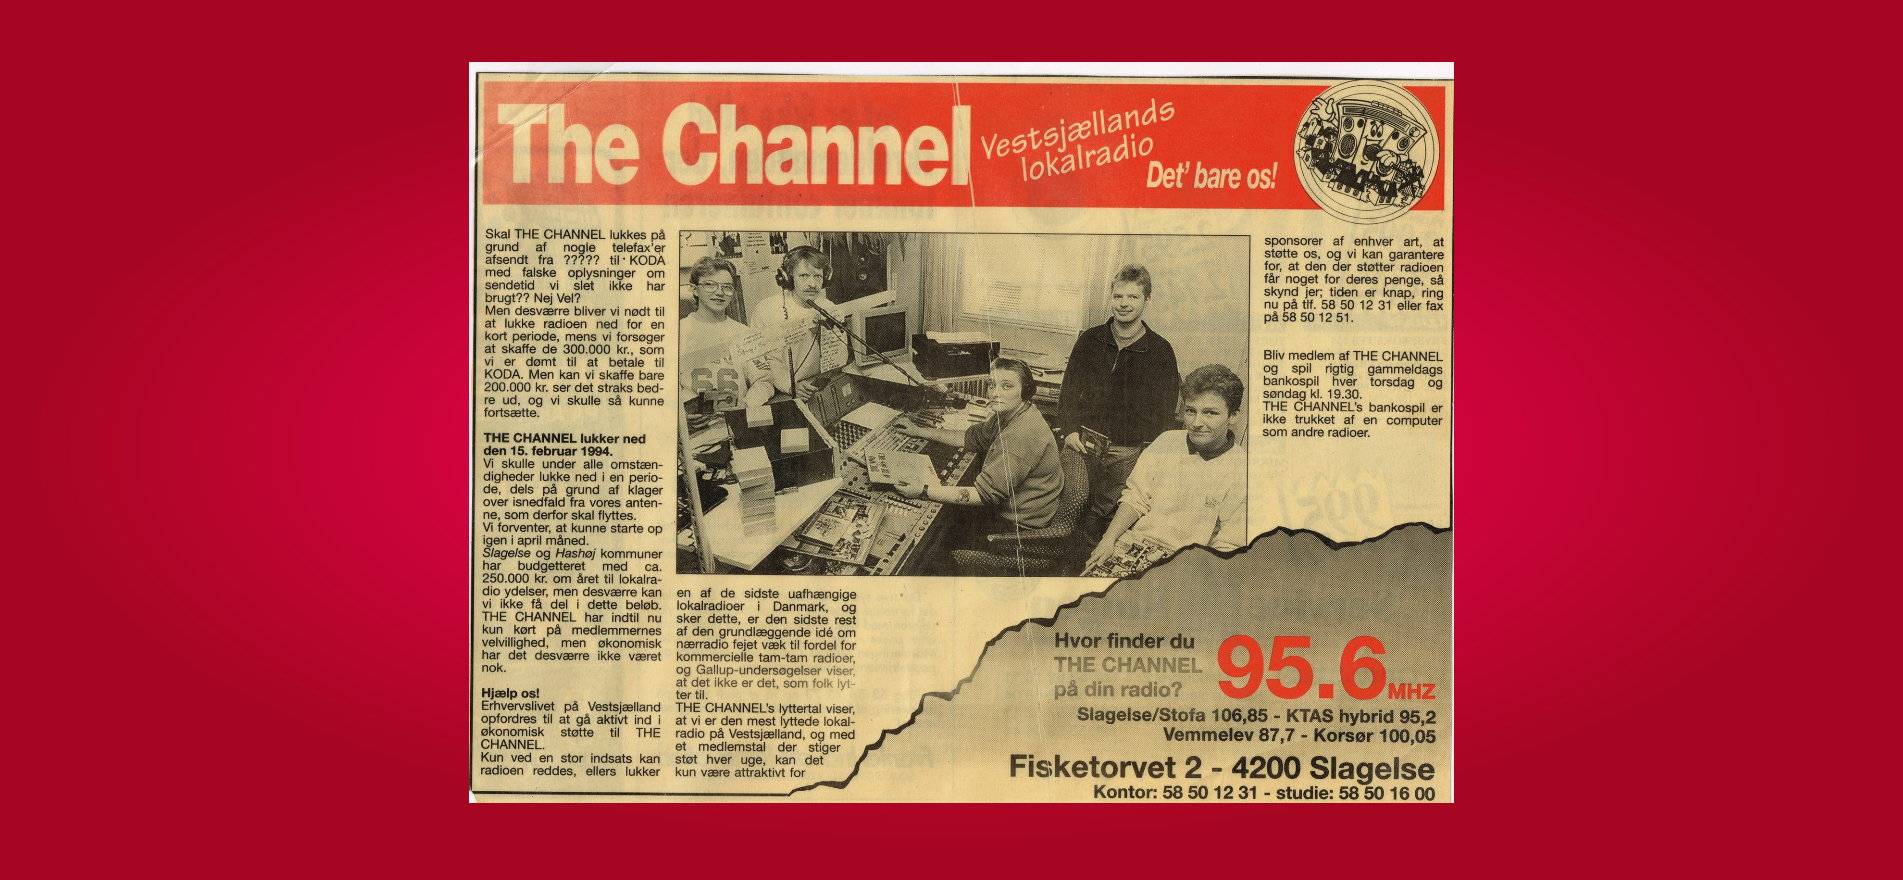 The Channel
Vestsjællands
lokalradio
Det' bare os!
Skal THE CHANNEL lukkes på
grund af nogle telefax'er
afsendt fra ????? til KODA
med falske oplysninger om
sendetid vi slet ikke har
brugt?? Nej Vel?
Men desværre bliver vi nødt til
at lukke radioen ned for en
kort periode, mens vi forsøger
at skaffe de 300.000 kr., som
vi er dømt til at betale til
KODA. Men kan vi skaffe bare
200.000 kr. ser det straks bed-
re ud, og vi skulle så kunne
fortsætte.
THE CHANNEL lukker ned
den 15. februar 1994.
Vi skulle under alle omstæn-
digheder lukke ned i en perio-
de, dels på grund af klager
over isnedfald fra vores anten-
ne, som derfor skal flyttes.
Vi forventer, at kunne starte op
igen i april måned.
Slagelse og Hashøj kommuner
har budgetteret med ca.
250.000 kr. om året til lokalra-
dio ydelser, men desværre kan
vi ikke få del i dette beløb.
THE CHANNEL har indtil nu
kun kørt på medlemmernes
velvillighed, men økonomisk
har det desværre ikke været
nok.
Hjælp os!
Erhvervslivet på Vestsjælland
opfordres til at gå aktivt ind i
økonomisk støtte til THE
CHANNEL.
Kun ved en stor indsats kan
radioen reddes, ellers lukker
en af de sidste uafhængige
lokalradioer i Danmark, og
sker dette, er den sidste rest
af den grundlæggende idé om
nærradio fejet væk til fordel for
kommercielle tam-tam radioer,
og Gallup-undersøgelser viser,
at det ikke er det, som folk lyt-
ter til.
THE CHANNEL's lyttertal viser,
at vi er den mest lyttede lokal-
radio på Vestsjælland, og med
et medlemstal der stiger
støt hver uge, kan det
kun være attraktivt for
sponsorer af enhver art, at
støtte os, og vi kan garantere
for, at den der støtter radioen
får noget for deres penge, så
skynd jer; tiden er knap, ring
nu på tlf. 58 50 12 31 eller fax
på 58 50 12 51.
Bliv medlem af THE CHANNEL
og spil rigtig gammeldags
bankospil hver torsdag og
søndag kl. 19.30.
THE CHANNEL's bankospil er
ikke trukket af en computer
som andre radioer.
Hvor finder du
THE CHANNEL
på din radio?
95.6 MHZ
Slagelse/Stofa 106,85 - KTAS hybrid 95,2
Vemmelev 87,7 - Korsør 100,05
Fisketorvet 2 - 4200 Slagelse
Kontor: 58 50 12 31 - studie: 58 50 16 00